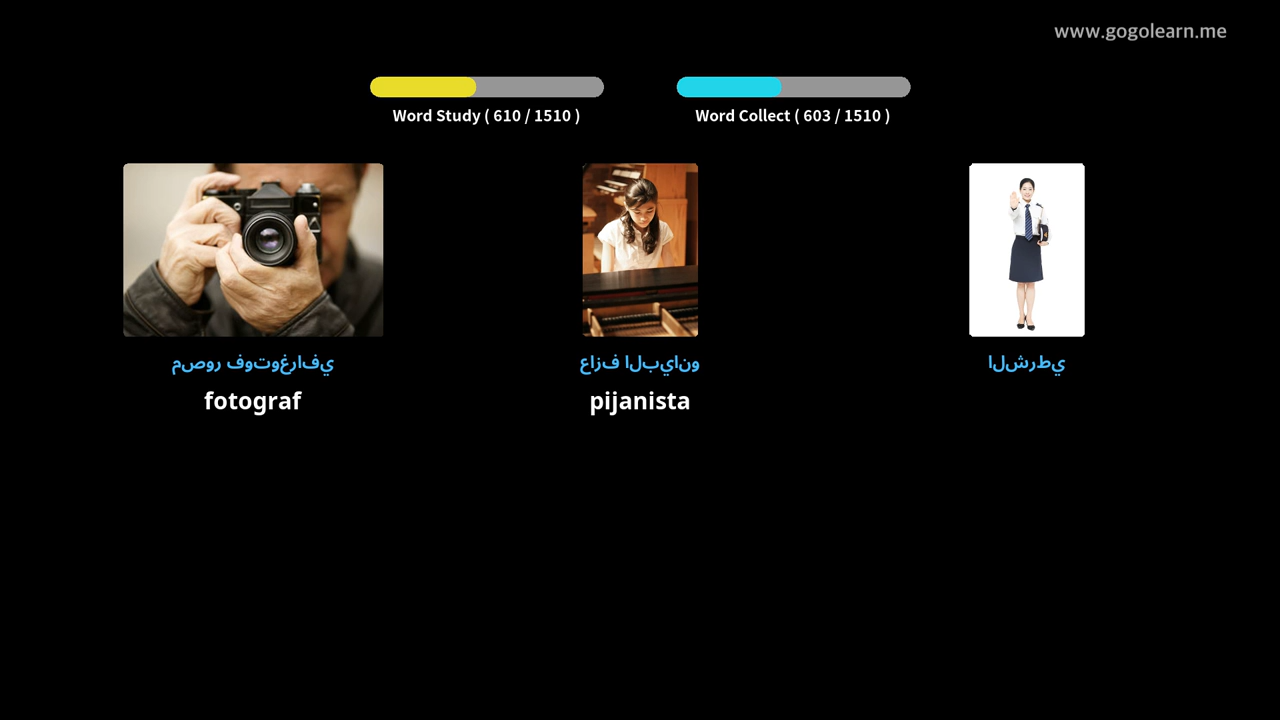 www.gogolearn.me
Word Study ( 610 / 1510 )
Word Collect ( 603 / 1510 )
مصور فوتوغرافي
عازف البيانو
الشرطي
fotograf
pijanista